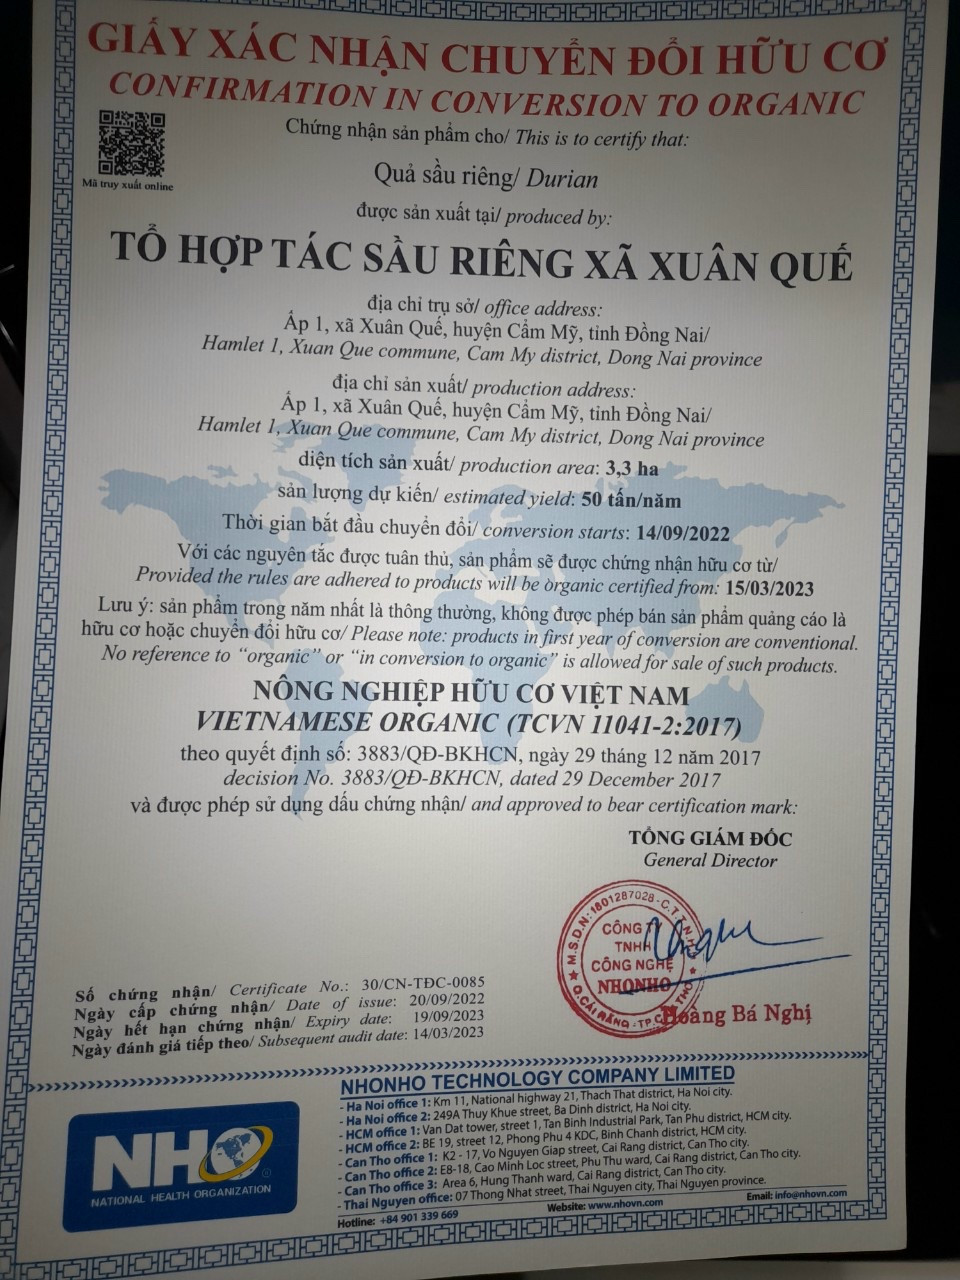 GIẤY XÁC NHẬN CHUYỂN ĐỔI HỮU CƠ
CONFIRMATION IN CONVERSION TO ORGANIC
Mã truy xuất online
Chứng nhận sản phẩm cho/ This is to certify that:
Quả sầu riêng/ Durian
được sản xuất tại/ produced by:
TỔ HỢP TÁC SẦU RIÊNG XÃ XUÂN QUẾ
địa chỉ trụ sở/ office address:
Ấp 1, xã Xuân Quế, huyện Cẩm Mỹ, tỉnh Đồng Nai/
Hamlet 1, Xuan Que commune, Cam My district, Dong Nai province
địa chỉ sản xuất/ production address:
Ấp 1, xã Xuân Quế, huyện Cẩm Mỹ, tỉnh Đồng Nai/
Hamlet 1, Xuan Que commune, Cam My district, Dong Nai province
diện tích sản xuất/ production area: 3,3 ha
sản lượng dự kiến/ estimated yield: 50 tấn/năm
Thời gian bắt đầu chuyển đổi/ conversion starts: 14/09/2022
Với các nguyên tắc được tuân thủ, sản phẩm sẽ được chứng nhận hữu cơ từ/
Provided the rules are adhered to products will be organic certified from: 15/03/2023
Lưu ý: sản phẩm trong năm nhất là thông thường, không được phép bán sản phẩm quảng cáo là
hữu cơ hoặc chuyển đổi hữu cơ/ Please note: products in first year of conversion are conventional.
No reference to "organic" or "in conversion to organic" is allowed for sale of such products.
NÔNG NGHIỆP HỮU CƠ VIỆT NAM
VIETNAMESE ORGANIC (TCVN 11041-2:2017)
theo quyết định số: 3883/QĐ-BKHCN, ngày 29 tháng 12 năm 2017
decision No. 3883/QĐ-BKHCN, dated 29 December 2017
và được phép sử dụng dấu chứng nhận/ and approved to bear certification mark:
TỔNG GIÁM ĐỐC
General Director
M.S.D.N: 1801287028 - C.T.T.N.H
CÔNG TY
TNHH
CÔNG NGHỆ
NHONHO
Q.CÁI RĂNG - TP.
Hoàng Bá Nghị
Số chứng nhận/ Certificate No.: 30/CN-TĐC-0085
Ngày cấp chứng nhận/ Date of issue: 20/09/2022
Ngày hết hạn chứng nhận/ Expiry date: 19/09/2023
Ngày đánh giá tiếp theo/ Subsequent audit date: 14/03/2023
NHO
®
NATIONAL HEALTH ORGANIZATION
NHONHO TECHNOLOGY COMPANY LIMITED
- Ha Noi office 1: Km 11, National highway 21, Thach That district, Ha Noi city.
- Ha Noi office 2: 249A Thuy Khue street, Ba Dinh district, Ha Noi city.
- HCM office 1: Van Dat tower, street 1, Tan Binh Industrial Park, Tan Phu district, HCM city.
- HCM office 2: BE 19, street 12, Phong Phu 4 KDC, Binh Chanh district, HCM city.
- Can Tho office 1: K2 - 17, Vo Nguyen Giap street, Cai Rang district, Can Tho city.
- Can Tho office 2: E8-18, Cao Minh Loc street, Phu Thu ward, Cai Rang district, Can Tho city.
- Can Tho office 3: Area 6, Hung Thanh ward, Cai Rang district, Can Tho city.
- Thai Nguyen office: 07 Thong Nhat street, Thai Nguyen city, Thai Nguyen province.
Hotline: +84 901 339 669 Website: www.nhovn.com Email: info@nhovn.com